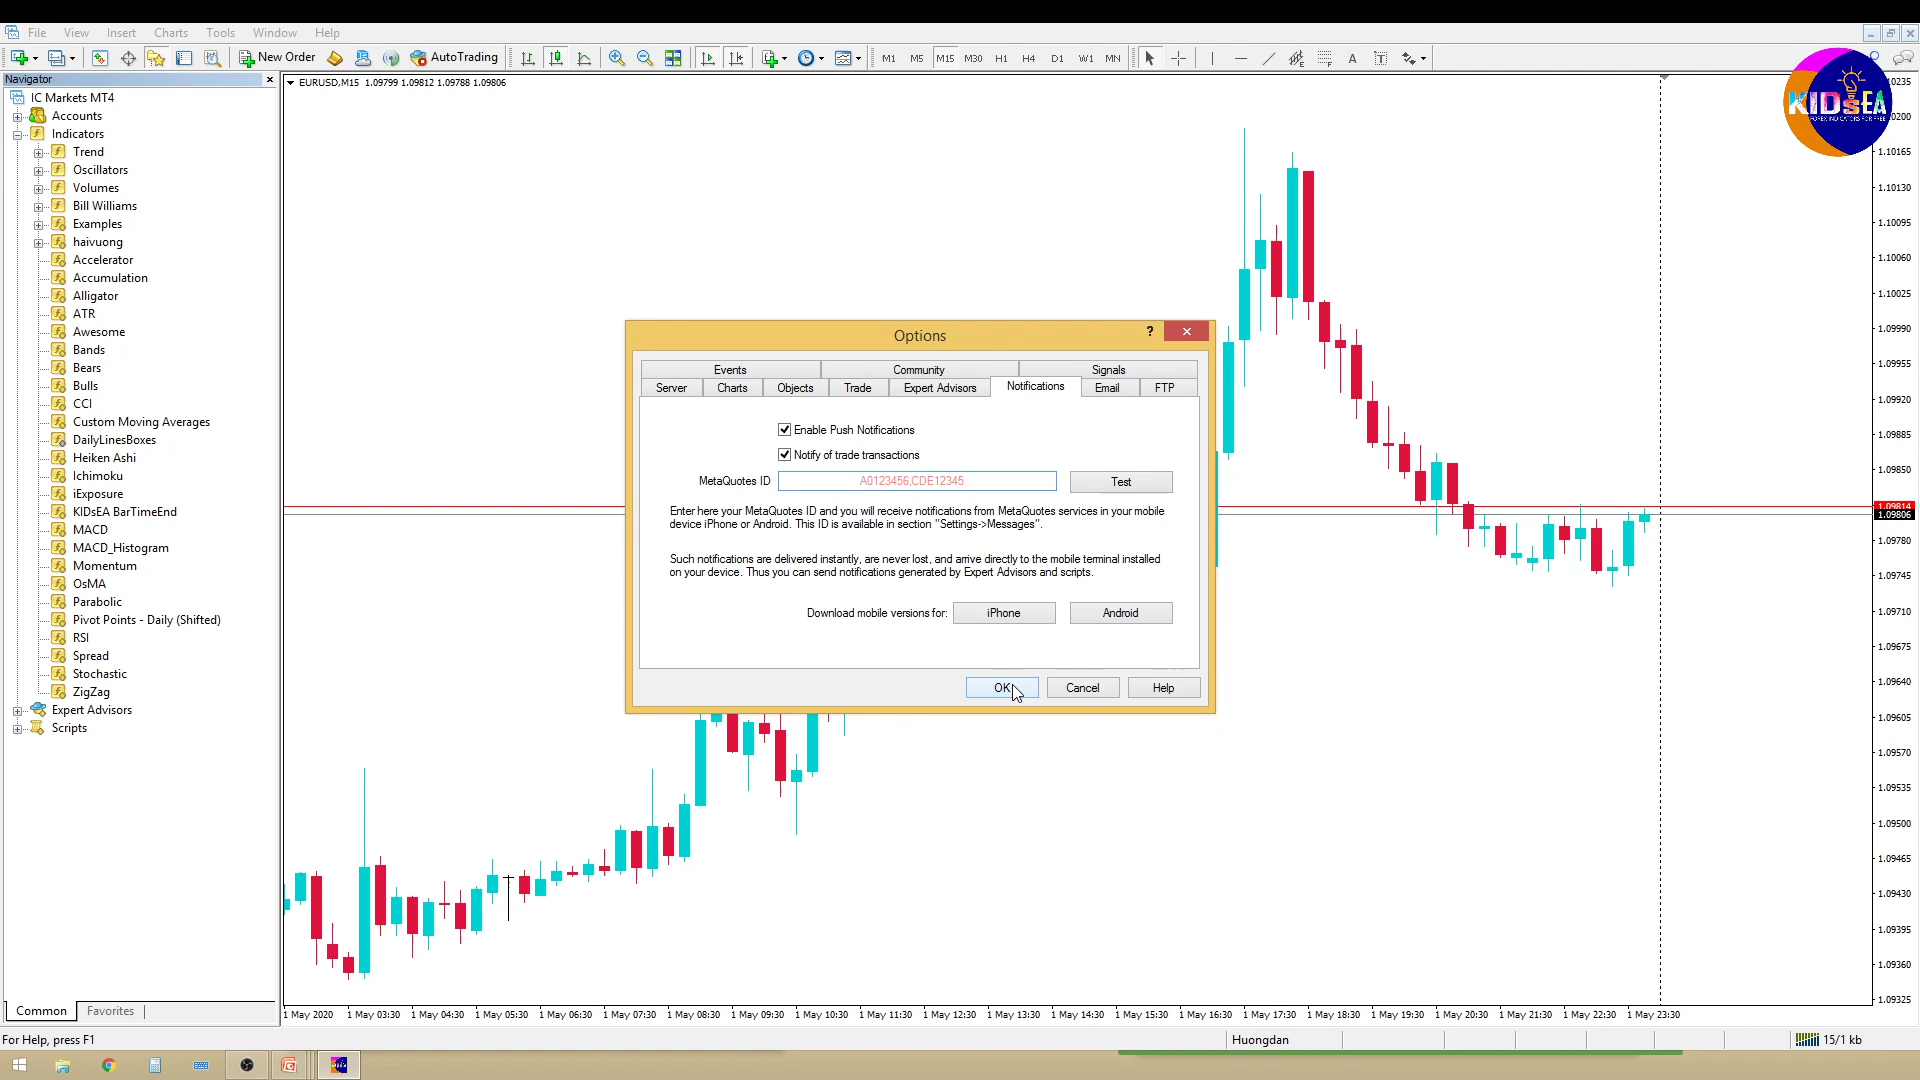 File View Insert Charts Tools Window Help
New Order AutoTrading M1 M5 M15 M30 H1 H4 D1 W1 MN A T
Navigator
IC Markets MT4
Accounts
Indicators
Trend
Oscillators
Volumes
Bill Williams
Examples
haivuong
Accelerator
Accumulation
Alligator
ATR
Awesome
Bands
Bears
Bulls
CCI
Custom Moving Averages
DailyLinesBoxes
Heiken Ashi
Ichimoku
iExposure
KIDsEA BarTimeEnd
MACD
MACD_Histogram
Momentum
OsMA
Parabolic
Pivot Points - Daily (Shifted)
RSI
Spread
Stochastic
ZigZag
Expert Advisors
Scripts
Common Favorites
EURUSD,M15 1.09799 1.09812 1.09788 1.09806
KIDsEA
FOREX INDICATORS FOR FREE
Options
?
Events Community Signals
Server Charts Objects Trade Expert Advisors Notifications Email FTP
Enable Push Notifications
Notify of trade transactions
MetaQuotes ID A0123456,CDE12345 Test
Enter here your MetaQuotes ID and you will receive notifications from MetaQuotes services in your mobile
device iPhone or Android. This ID is available in section "Settings->Messages".
Such notifications are delivered instantly, are never lost, and arrive directly to the mobile terminal installed
on your device. Thus you can send notifications generated by Expert Advisors and scripts.
Download mobile versions for: iPhone Android
OK Cancel Help
1.10165
1.10130
1.10095
1.10060
1.10025
1.09990
1.09955
1.09920
1.09885
1.09850
1.09814
1.09806
1.09780
1.09745
1.09710
1.09675
1.09640
1.09605
1.09570
1.09535
1.09500
1.09465
1.09430
1.09395
1.09360
1.09325
1 May 2020 1 May 03:30 1 May 04:30 1 May 05:30 1 May 06:30 1 May 07:30 1 May 08:30 1 May 09:30 1 May 10:30 1 May 11:30 1 May 12:30 1 May 13:30 1 May 14:30 1 May 15:30 1 May 16:30 1 May 17:30 1 May 18:30 1 May 19:30 1 May 20:30 1 May 21:30 1 May 22:30 1 May 23:30
For Help, press F1 Huongdan 15/1 kb